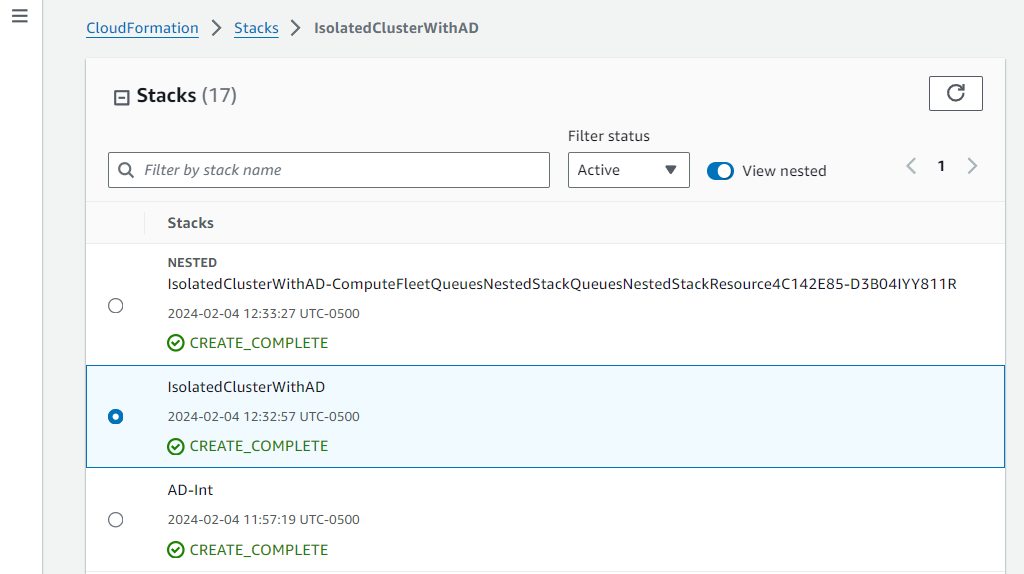 CloudFormation > Stacks > IsolatedClusterWithAD
Stacks (17)
Filter status
Filter by stack name
Active
View nested
1
Stacks
NESTED
IsolatedClusterWithAD-ComputeFleetQueuesNestedStackQueuesNestedStackResource4C142E85-D3B04IYY811R
2024-02-04 12:33:27 UTC-0500
CREATE_COMPLETE
IsolatedClusterWithAD
2024-02-04 12:32:57 UTC-0500
CREATE_COMPLETE
AD-Int
2024-02-04 11:57:19 UTC-0500
CREATE_COMPLETE